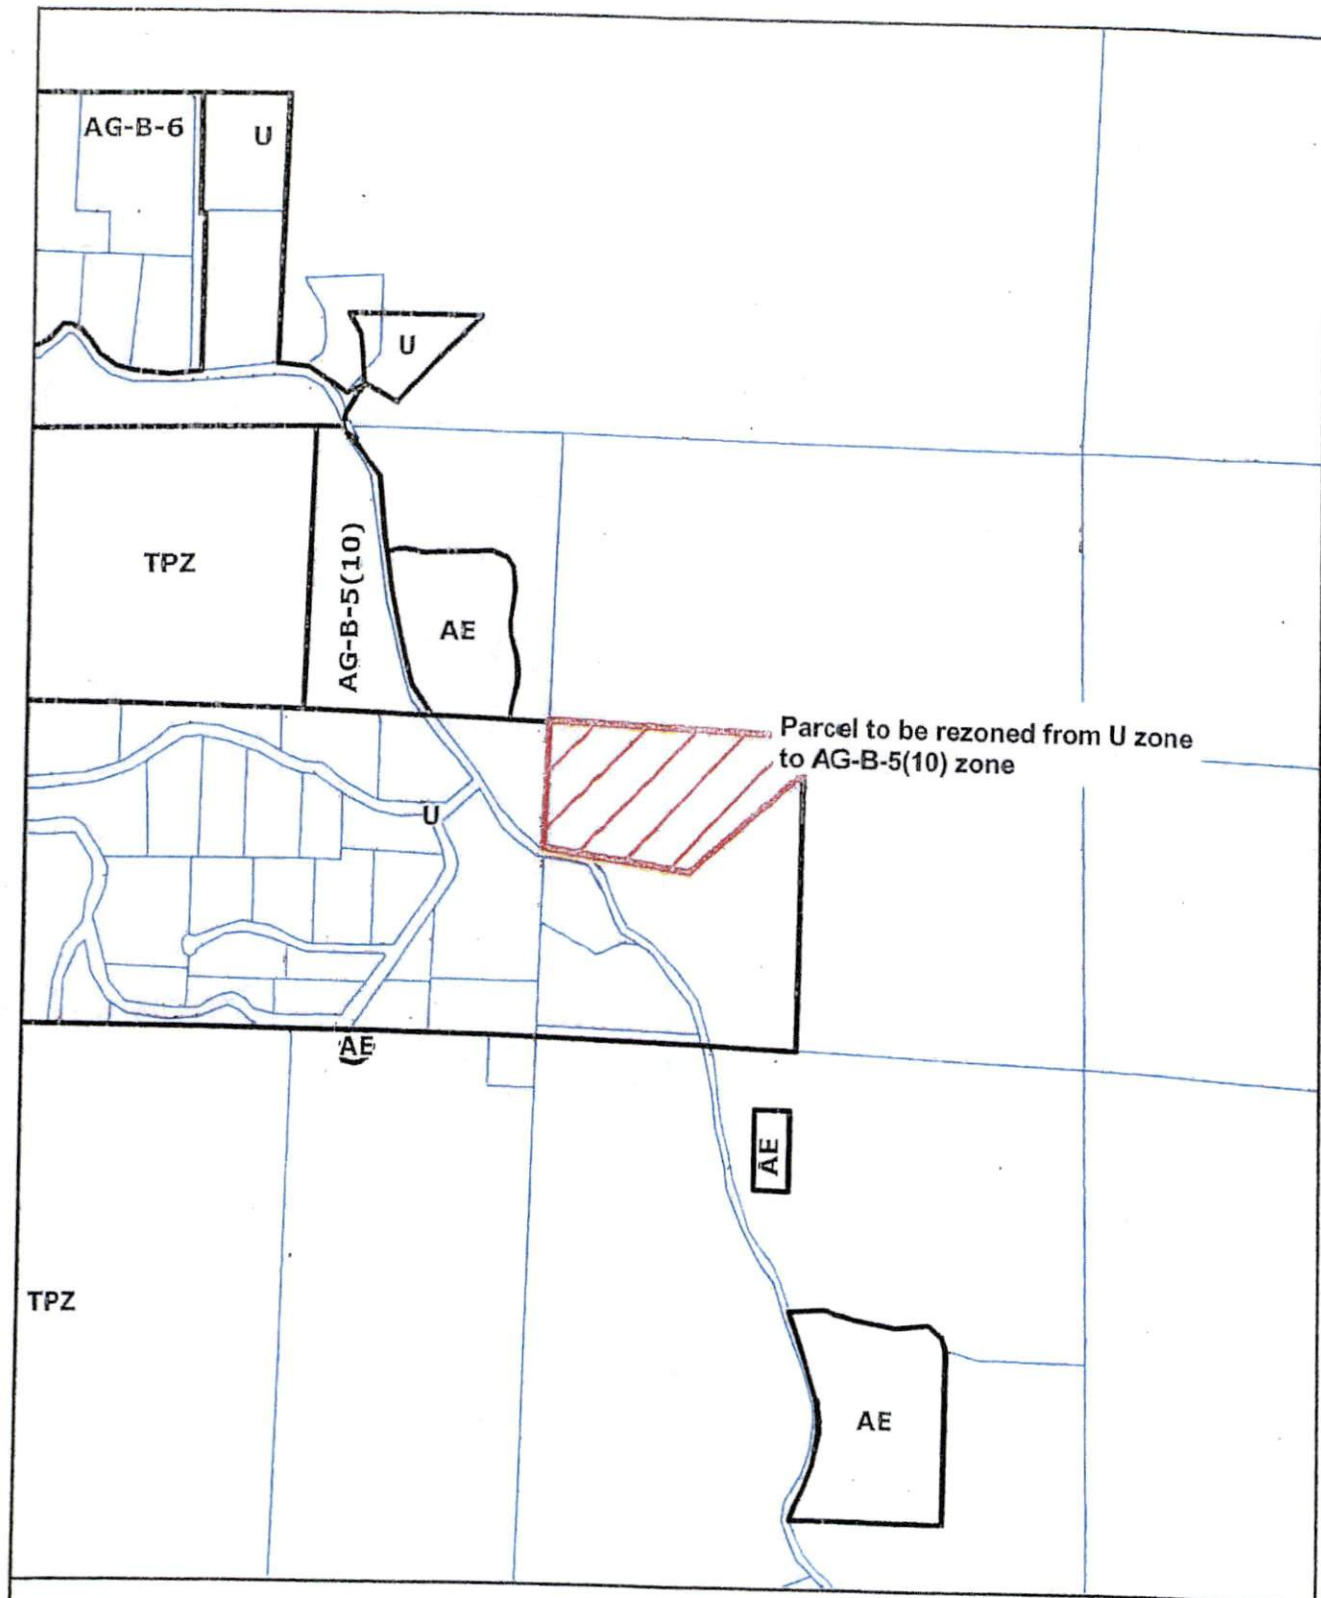 AG-B-6
U
U
TPZ
AG-B-5(10)
AE
Parcel to be rezoned from U zone
to AG-B-5(10) zone
U
AE
AE
TPZ
AE